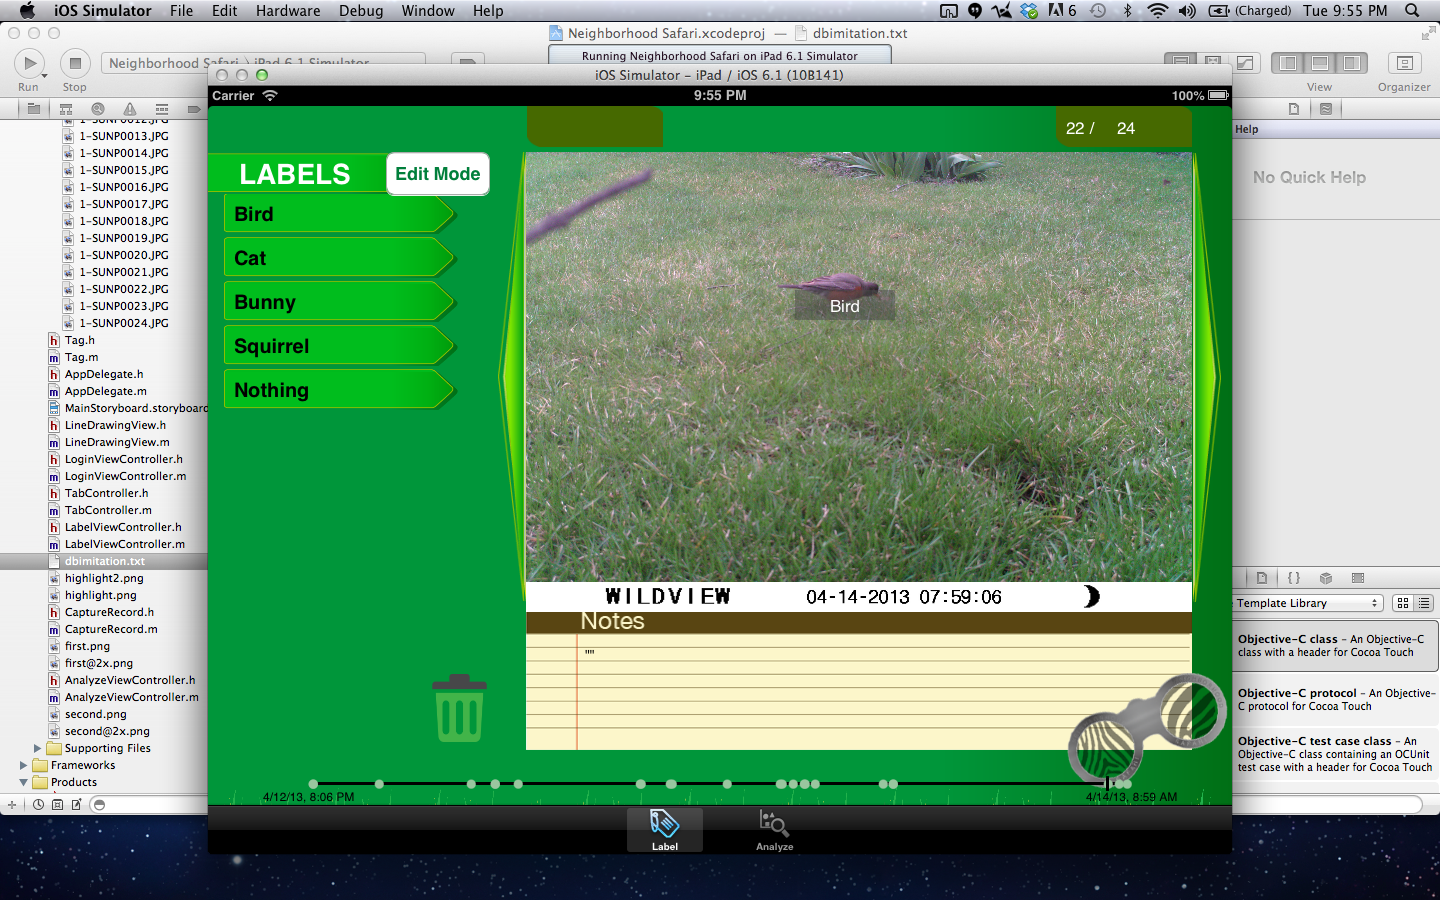 iOS Simulator File Edit Hardware Debug Window Help
6 (Charged) Tue 9:55 PM
Neighborhood Safari.xcodeproj — dbimitation.txt
Running Neighborhood Safari on iPad 6.1 Simulator
Neighborhood Safari iPad 6.1 Simulator
Run Stop View Organizer
iOS Simulator - iPad / iOS 6.1 (10B141)
Carrier 9:55 PM 100%
22 / 24
LABELS
Edit Mode
Bird
Cat
Bunny
Squirrel
Nothing
Bird
WILDVIEW 04-14-2013 07:59:06
Notes
""
4/12/13, 8:06 PM
4/14/13, 8:59 AM
Label
Analyze
1-SUNP0012.JPG
1-SUNP0013.JPG
1-SUNP0014.JPG
1-SUNP0015.JPG
1-SUNP0016.JPG
1-SUNP0017.JPG
1-SUNP0018.JPG
1-SUNP0019.JPG
1-SUNP0020.JPG
1-SUNP0021.JPG
1-SUNP0022.JPG
1-SUNP0023.JPG
1-SUNP0024.JPG
h Tag.h
m Tag.m
h AppDelegate.h
m AppDelegate.m
MainStoryboard.storyboard
h LineDrawingView.h
m LineDrawingView.m
h LoginViewController.h
m LoginViewController.m
h TabController.h
m TabController.m
h LabelViewController.h
m LabelViewController.m
dbimitation.txt
highlight2.png
highlight.png
h CaptureRecord.h
m CaptureRecord.m
first.png
first@2x.png
h AnalyzeViewController.h
m AnalyzeViewController.m
second.png
second@2x.png
Supporting Files
Frameworks
Products
Help
No Quick Help
{ }
Template Library
Objective-C class - An Objective-C
class with a header for Cocoa Touch
Objective-C protocol - An Objective-
C protocol for Cocoa Touch
Objective-C test case class - An
Objective-C class containing an OCUnit
test case with a header for Cocoa Touch